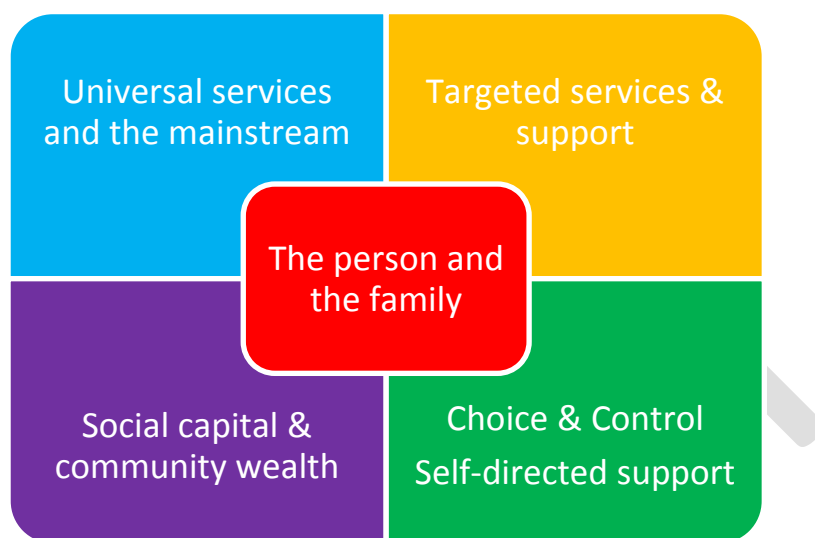 Universal services
and the mainstream
Targeted services &
support
The person and
the family
Social capital &
community wealth
Choice & Control
Self-directed support